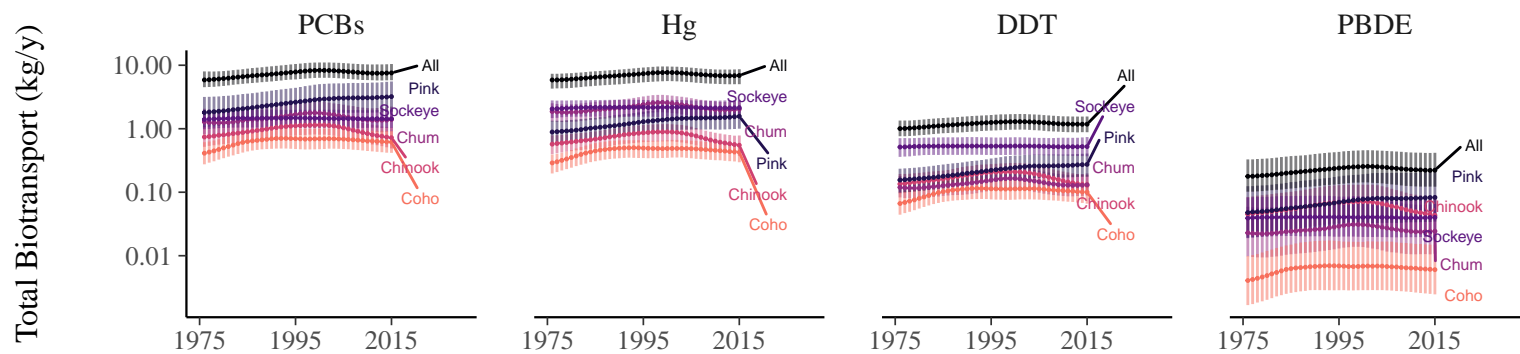 Total Biotransport (kg/y)
PCBs
Hg
DDT
PBDE
10.00
1.00
0.10
0.01
All
Pink
Sockeye
Chum
Chinook
Coho
All
Sockeye
Chum
Pink
Chinook
Coho
All
Sockeye
Pink
Chum
Chinook
Coho
All
Pink
Chinook
Sockeye
Chum
Coho
1975 1995 2015
1975 1995 2015
1975 1995 2015
1975 1995 2015